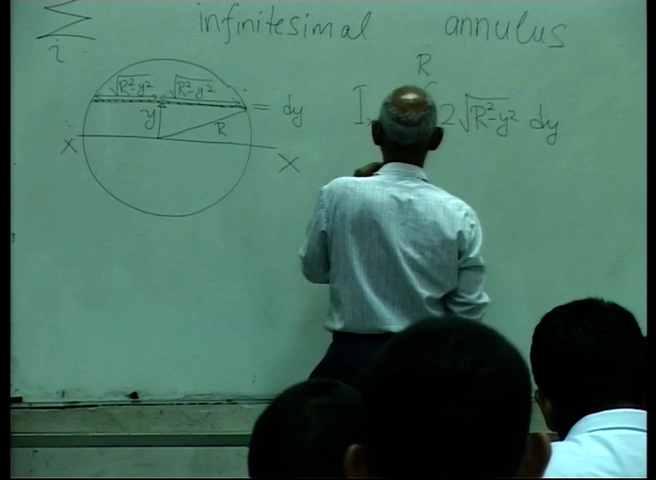 Σ infinitesimal annulus
i
√R²-y² √R²-y² = dy
y R
X X
R
I 2√R²-y² dy